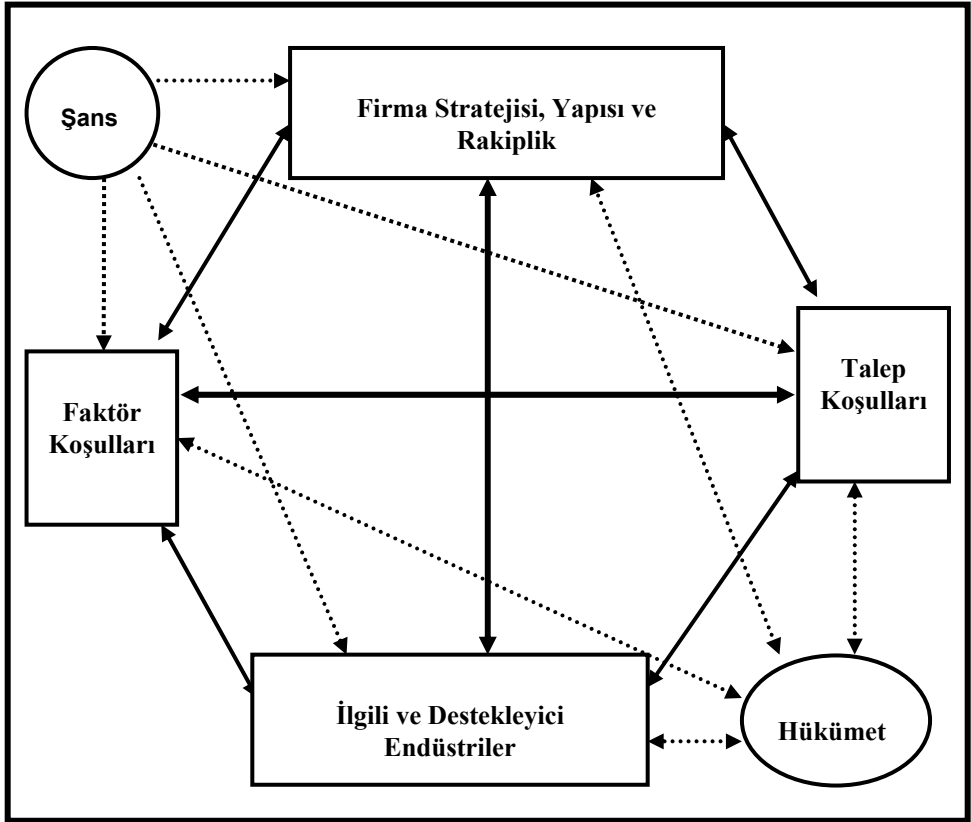 Şans
Firma Stratejisi, Yapısı ve
Rakiplik
Talep
Koşulları
Faktör
Koşulları
İlgili ve Destekleyici
Endüstriler
Hükümet